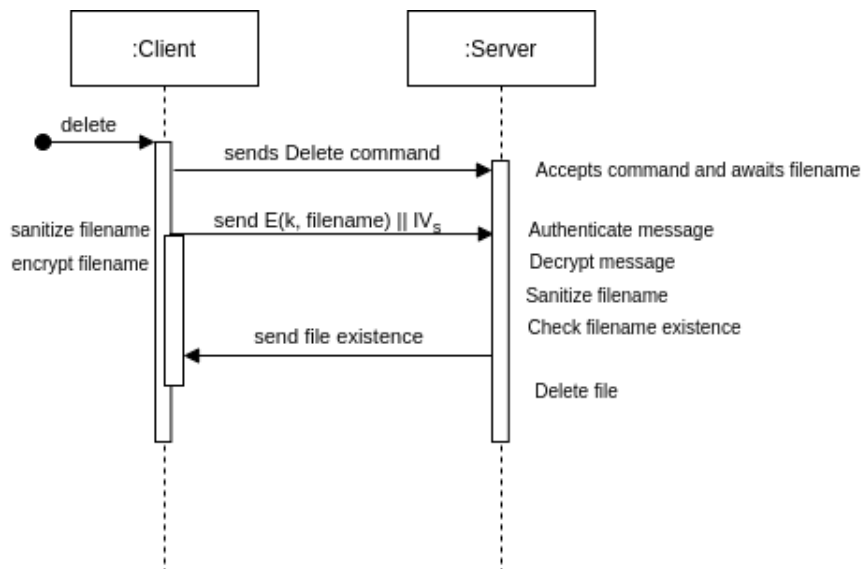 :Client
:Server
delete
sends Delete command
Accepts command and awaits filename
sanitize filename
send E(k, filename) || IVs
Authenticate message
encrypt filename
Decrypt message
Sanitize filename
Check filename existence
send file existence
Delete file